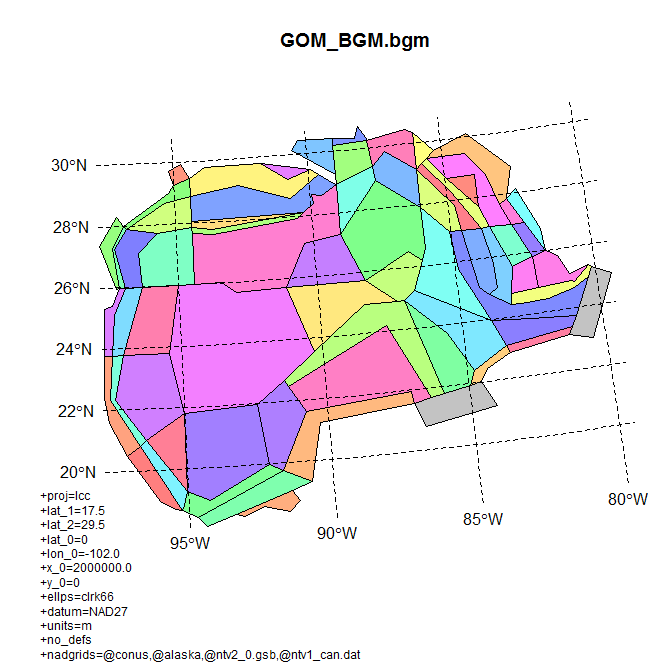 GOM_BGM.bgm
30°N
28°N
26°N
24°N
22°N
20°N
95°W
90°W
85°W
80°W
+proj=lcc
+lat_1=17.5
+lat_2=29.5
+lat_0=0
+lon_0=-102.0
+x_0=2000000.0
+y_0=0
+ellps=clrk66
+datum=NAD27
+units=m
+no_defs
+nadgrids=@conus,@alaska,@ntv2_0.gsb,@ntv1_can.dat